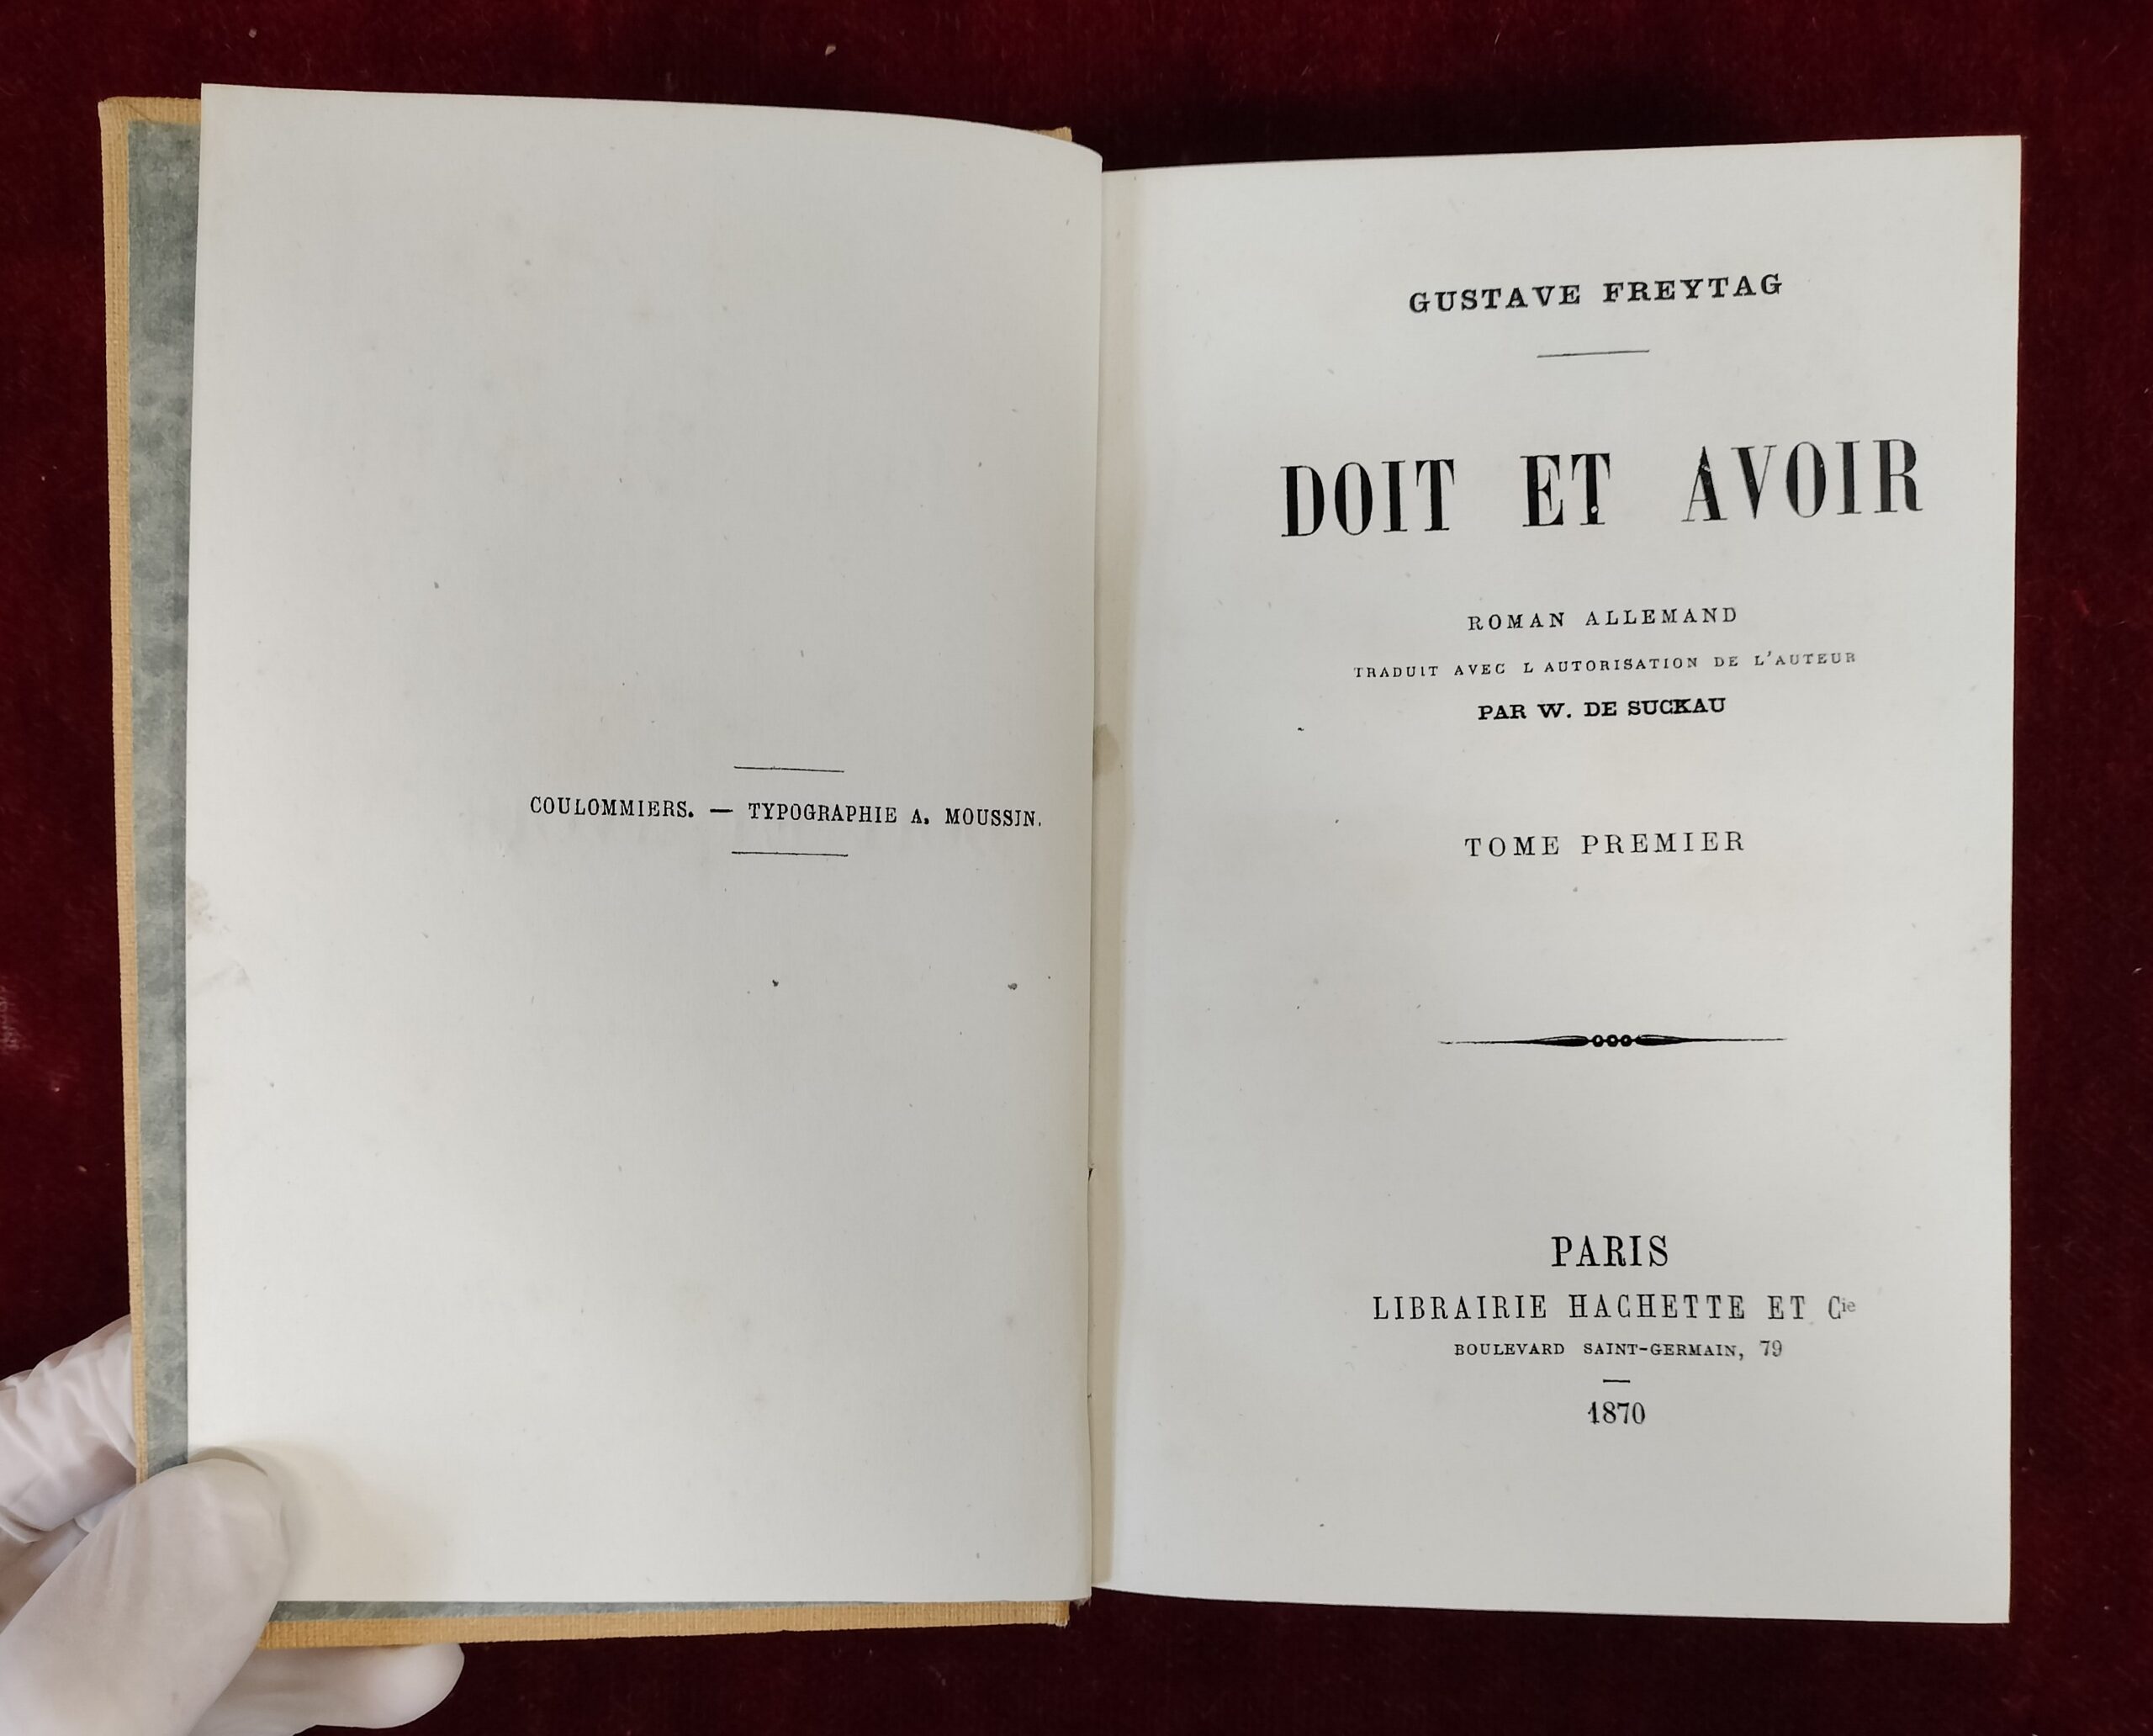 COULOMMIERS. — TYPOGRAPHIE A. MOUSSIN.
GUSTAVE FREYTAG
DOIT ET AVOIR
ROMAN ALLEMAND
TRADUIT AVEC L AUTORISATION DE L'AUTEUR
PAR W. DE SUCKAU
TOME PREMIER
PARIS
LIBRAIRIE HACHETTE ET Cie
BOULEVARD SAINT-GERMAIN, 79
1870